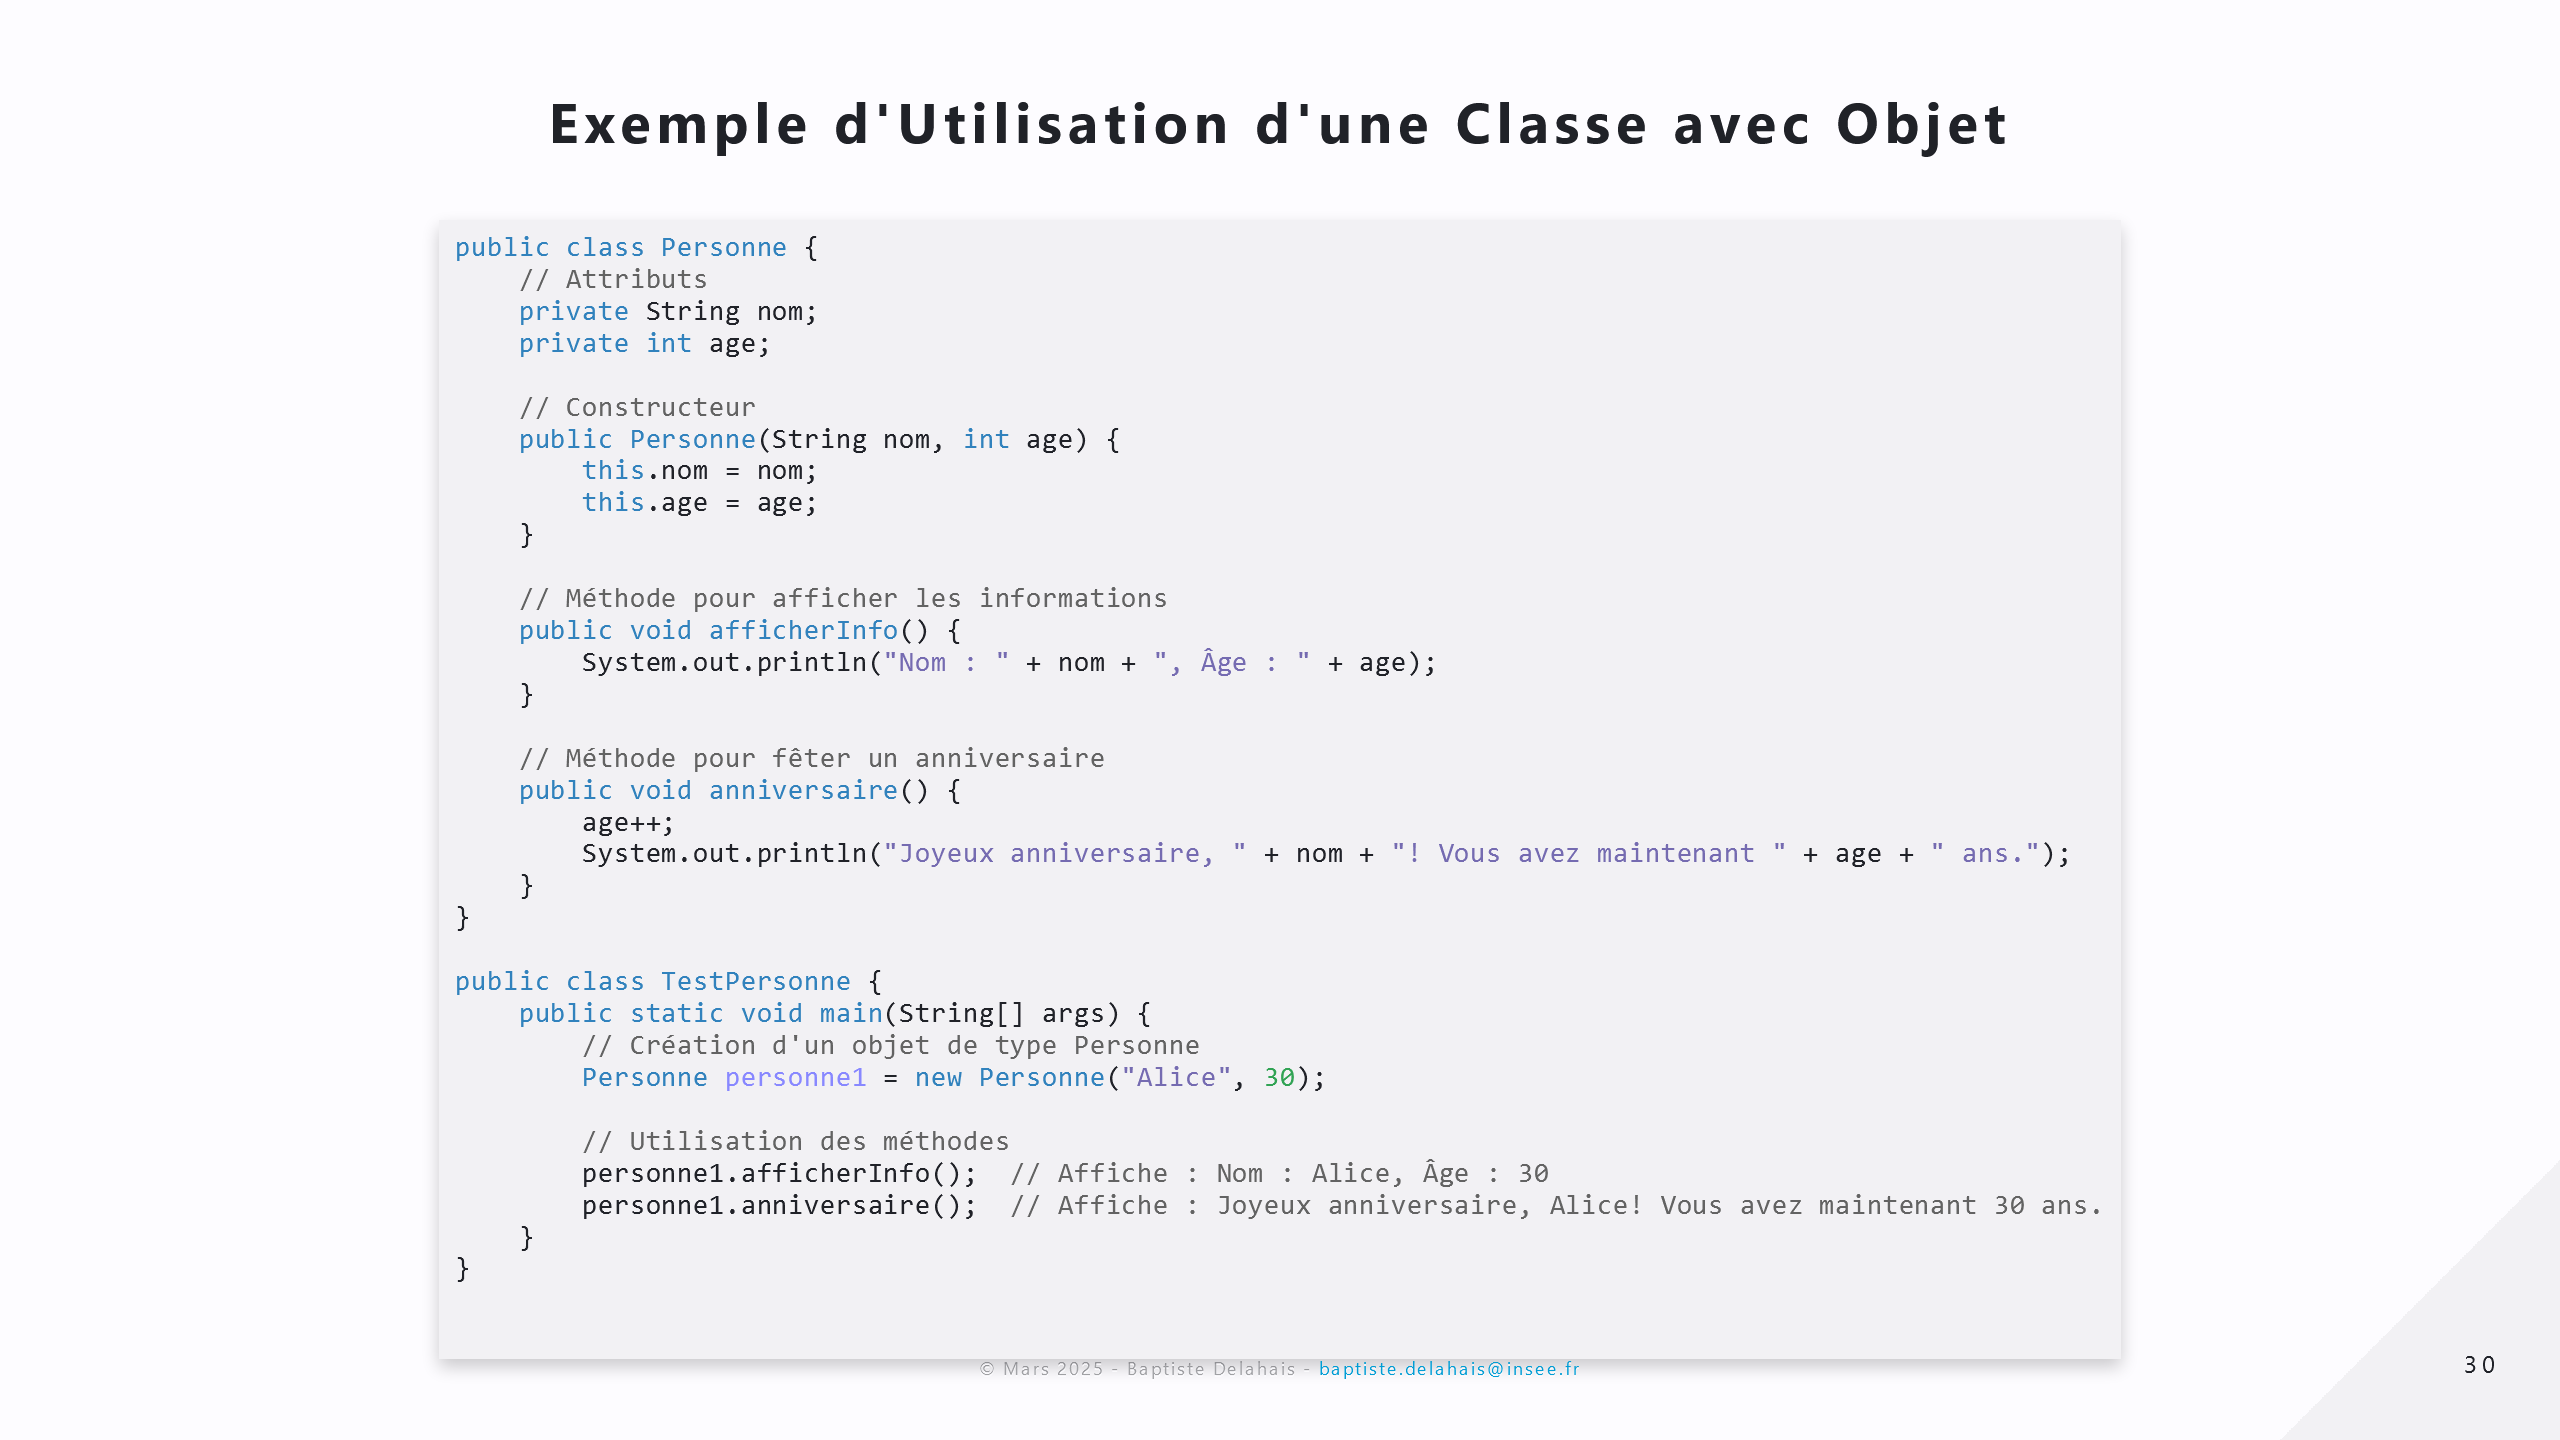 Exemple d'Utilisation d'une Classe avec Objet
public class Personne {
    // Attributs
    private String nom;
    private int age;

    // Constructeur
    public Personne(String nom, int age) {
        this.nom = nom;
        this.age = age;
    }

    // Méthode pour afficher les informations
    public void afficherInfo() {
        System.out.println("Nom : " + nom + ", Âge : " + age);
    }

    // Méthode pour fêter un anniversaire
    public void anniversaire() {
        age++;
        System.out.println("Joyeux anniversaire, " + nom + "! Vous avez maintenant " + age + " ans.");
    }
}

public class TestPersonne {
    public static void main(String[] args) {
        // Création d'un objet de type Personne
        Personne personne1 = new Personne("Alice", 30);

        // Utilisation des méthodes
        personne1.afficherInfo();  // Affiche : Nom : Alice, Âge : 30
        personne1.anniversaire();  // Affiche : Joyeux anniversaire, Alice! Vous avez maintenant 30 ans.
    }
}
© Mars 2025 - Baptiste Delahais - baptiste.delahais@insee.fr
30